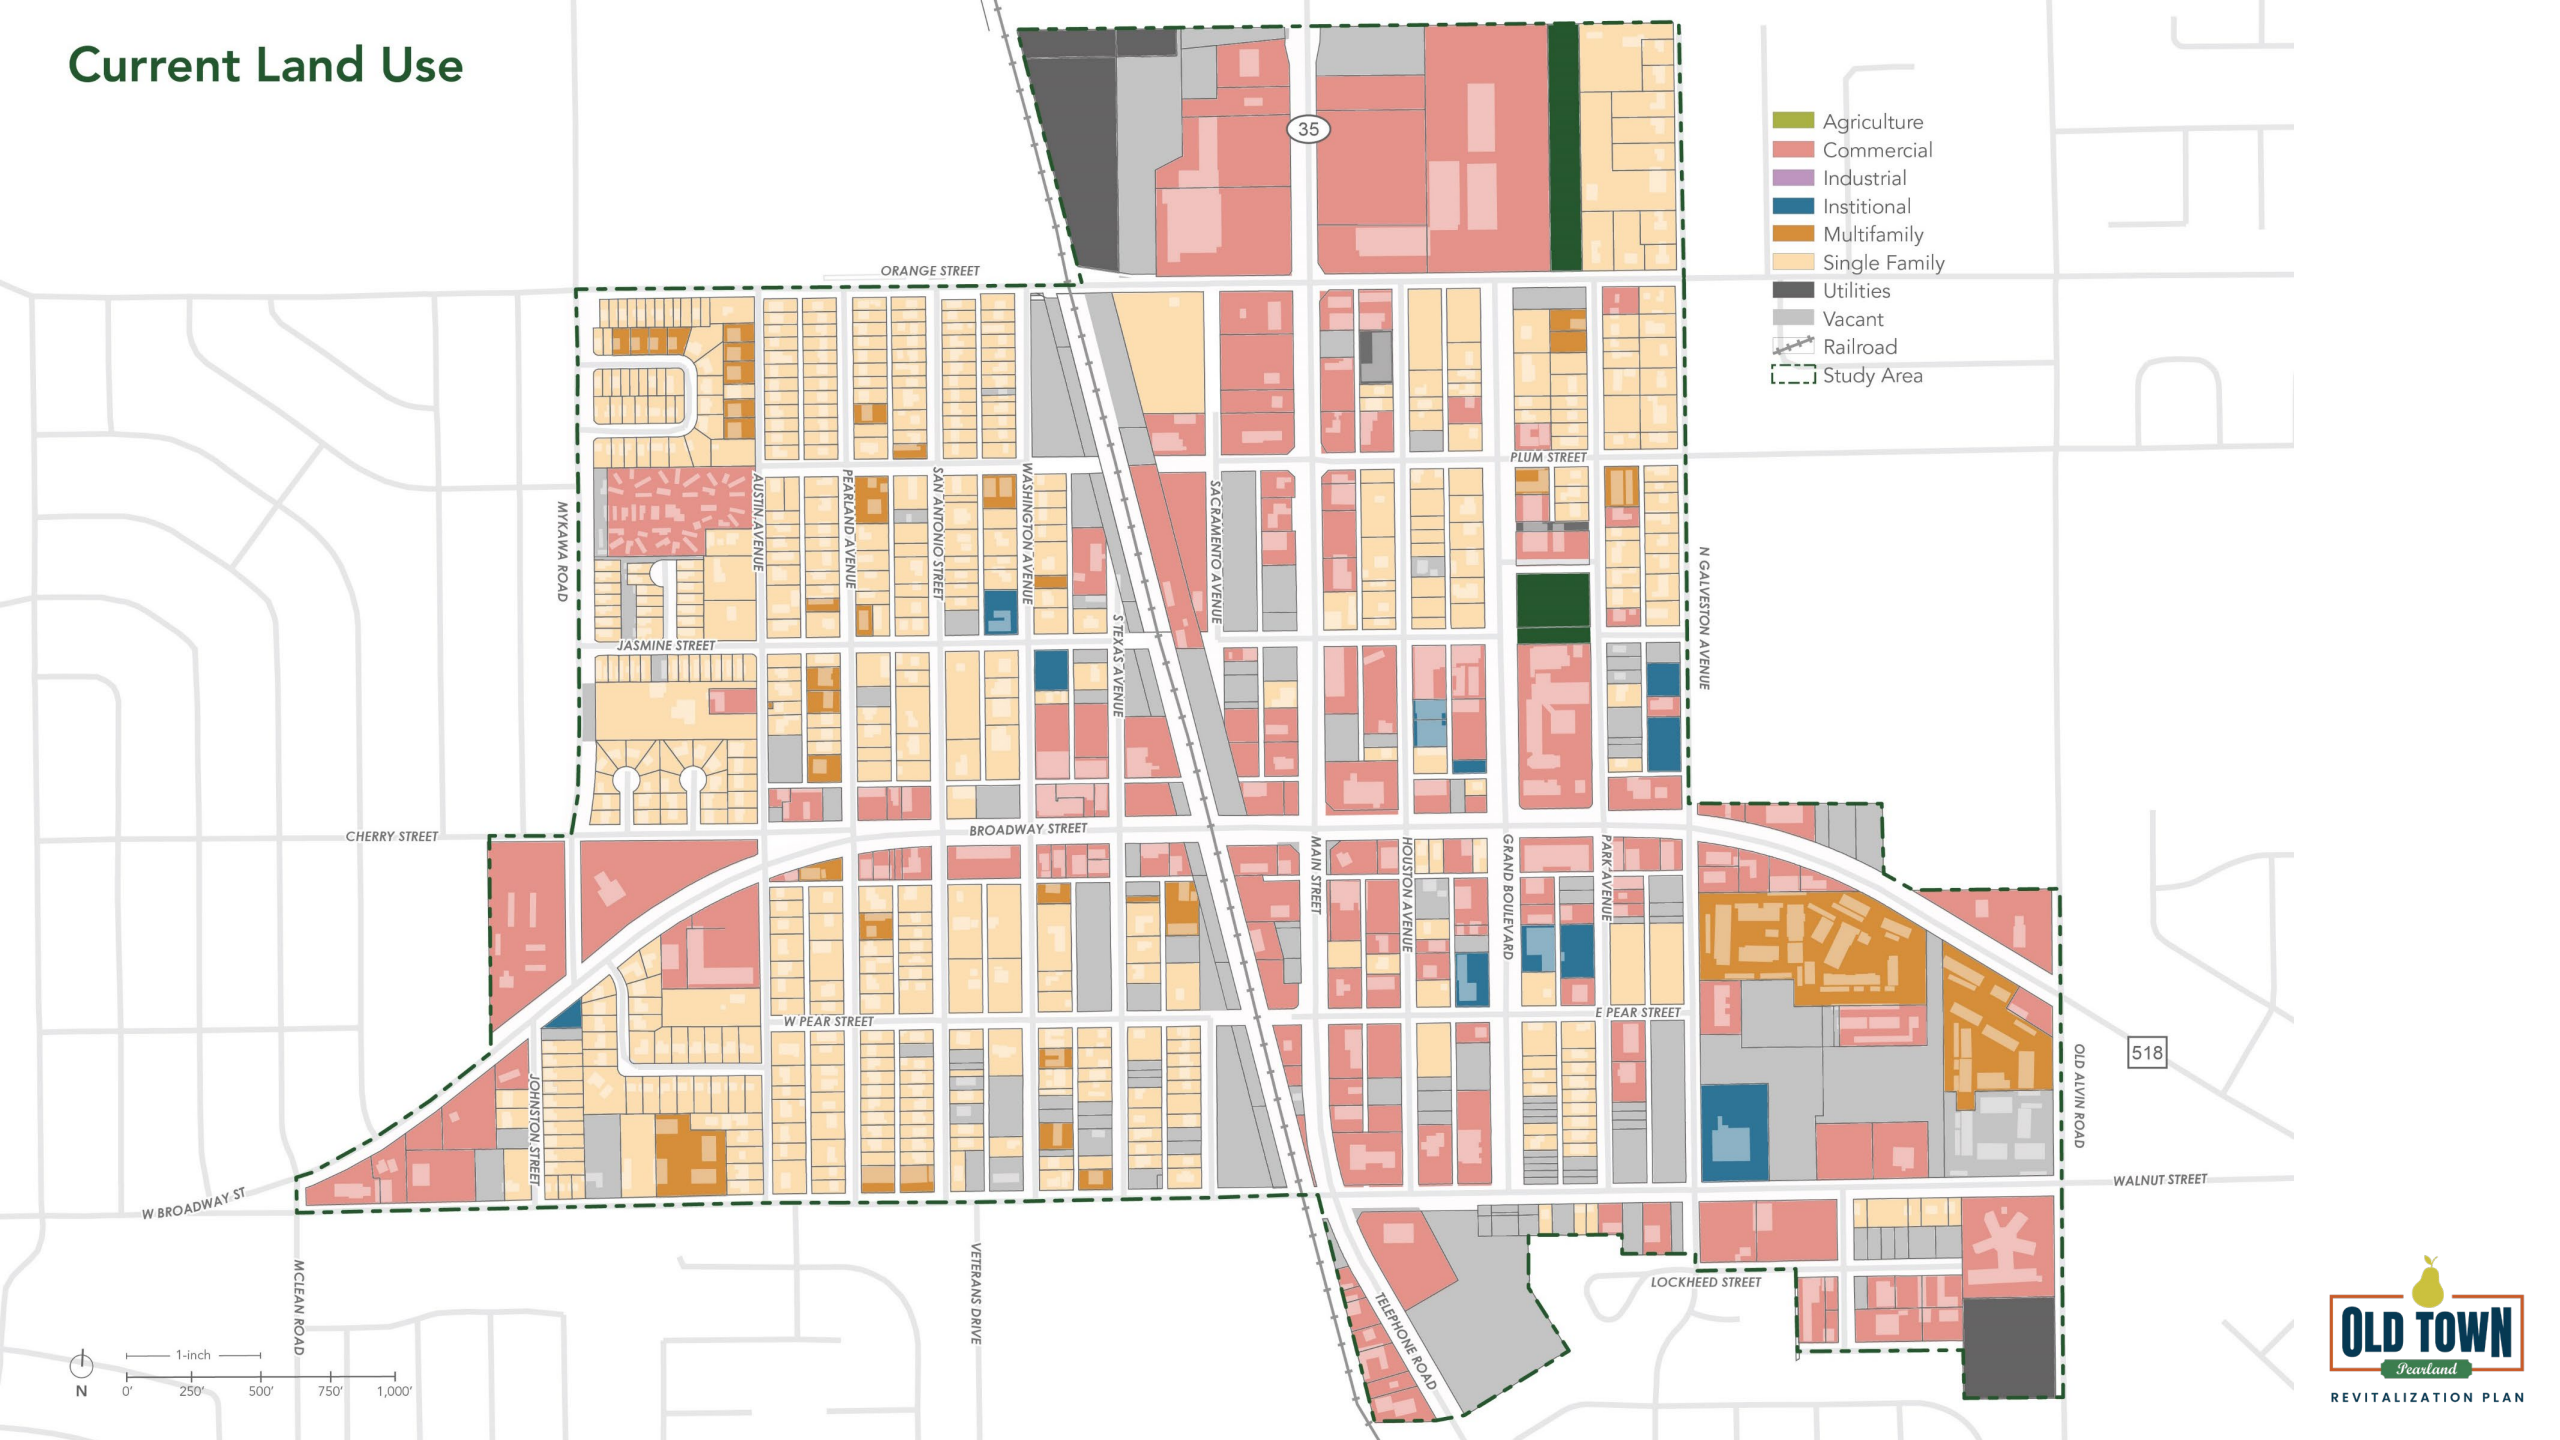 Current Land Use
35
Agriculture
Commercial
Industrial
Institional
Multifamily
Single Family
Utilities
Vacant
Railroad
Study Area
ORANGE STREET
PLUM STREET
MYKAWA ROAD
AUSTIN AVENUE
PEARLAND AVENUE
SAN ANTONIO STREET
WASHINGTON AVENUE
S TEXAS AVENUE
SACRAMENTO AVENUE
N GALVESTON AVENUE
JASMINE STREET
CHERRY STREET
BROADWAY STREET
MAIN STREET
HOUSTON AVENUE
GRAND BOULEVARD
PARK AVENUE
W PEAR STREET
E PEAR STREET
JOHNSTON STREET
OLD ALVIN ROAD
518
W BROADWAY ST
WALNUT STREET
MCLEAN ROAD
VETERANS DRIVE
TELEPHONE ROAD
LOCKHEED STREET
1-inch
N
0' 250' 500' 750' 1,000'
OLD TOWN
Pearland
REVITALIZATION PLAN